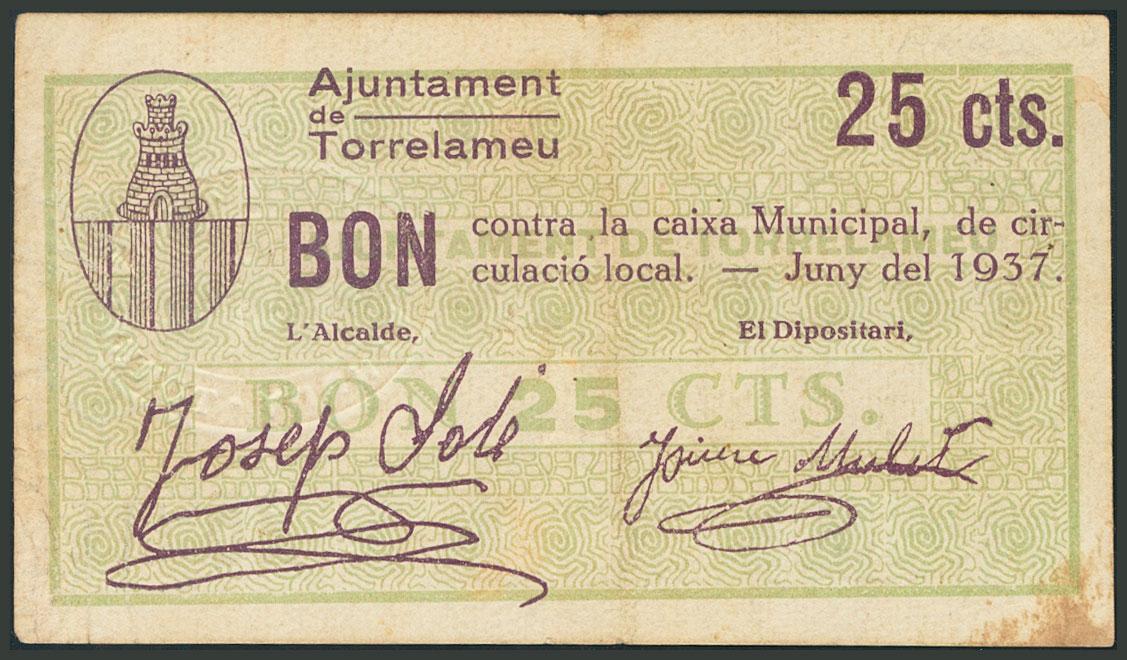 Ajuntament
de
Torrelameu
25 cts.
BON
contra la caixa Municipal, de cir-
culació local. — Juny del 1937.
AJUNTAMENT DE TORRELAMEU
L'Alcalde,
El Dipositari,
BON 25 CTS.
Josep Solé